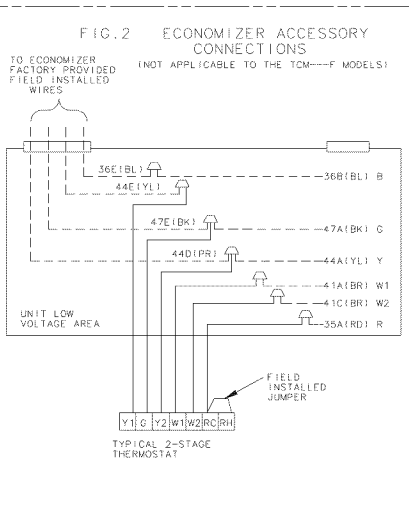 FIG.2 ECONOMIZER ACCESSORY
CONNECTIONS
(NOT APPLICABLE TO THE TCM---F MODELS)
TO ECONOMIZER
FACTORY PROVIDED
FIELD INSTALLED
WIRES
36E(BL)
36B(BL) B
44E(YL)
47E(BK)
47A(BK) G
44D(PR)
44A(YL) Y
41A(BR) W1
41C(BR) W2
35A(RD) R
UNIT LOW
VOLTAGE AREA
FIELD
INSTALLED
JUMPER
Y1 G Y2 W1 W2 RC RH
TYPICAL 2-STAGE
THERMOSTAT